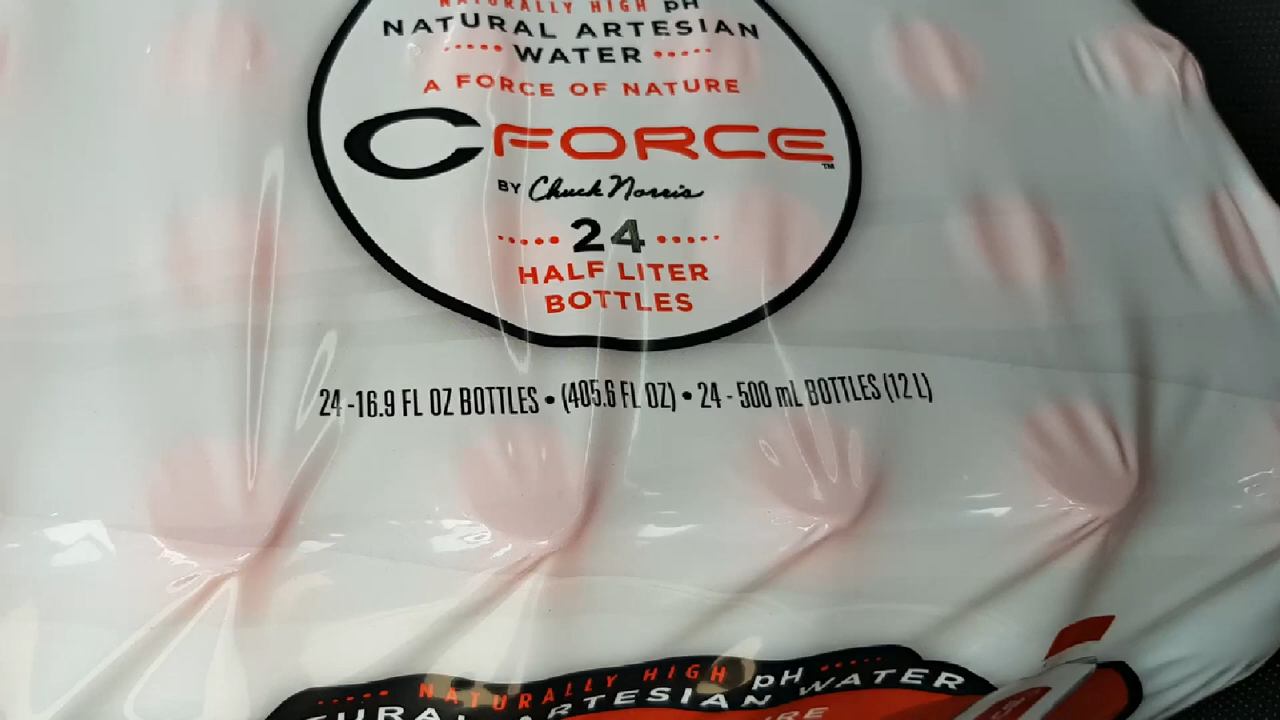 NATURALLY HIGH pH
NATURAL ARTESIAN
WATER
A FORCE OF NATURE
CFORCE™
BY Chuck Norris
24
HALF LITER
BOTTLES
24-16.9 FL OZ BOTTLES • (405.6 FL OZ) • 24 - 500 mL BOTTLES (12 L)
NATURALLY HIGH pH
ARTESIAN WATER